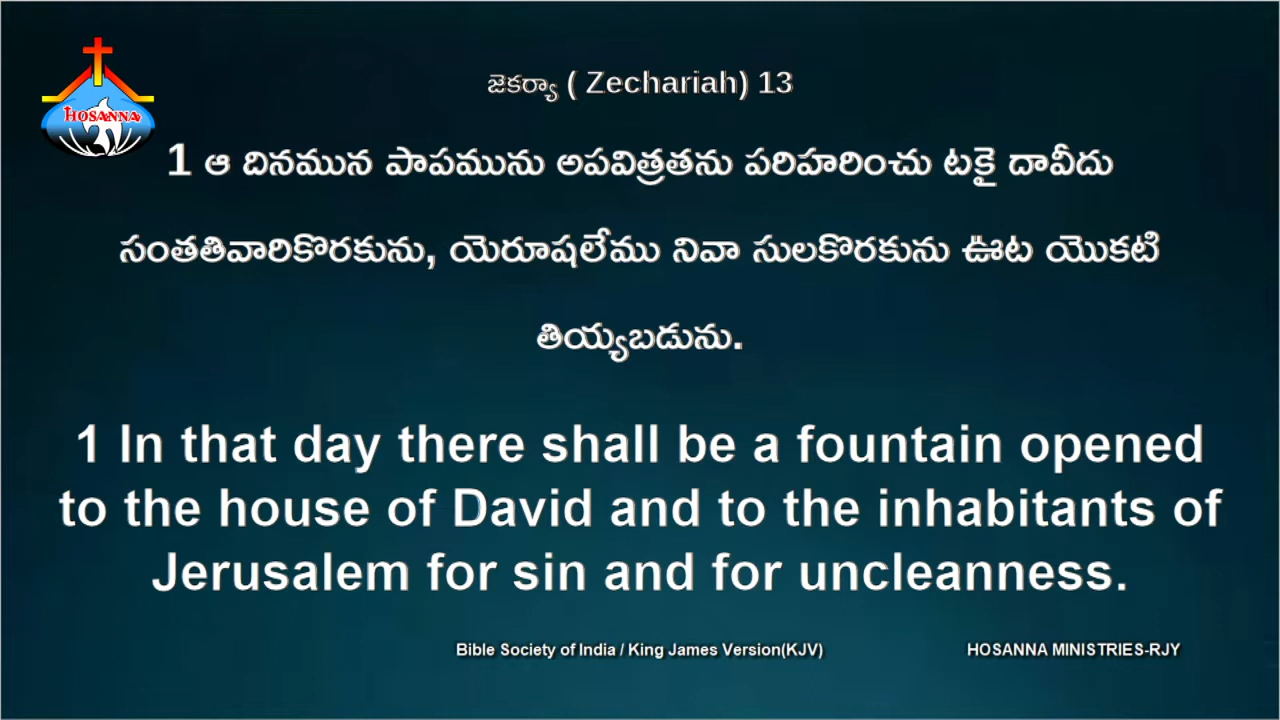 HOSANNA
జెకర్యా ( Zechariah) 13
1 ఆ దినమున పాపమును అపవిత్రతను పరిహరించు టకై దావీదు
సంతతివారికొరకును, యెరూషలేము నివా సులకొరకును ఊట యొకటి
తియ్యబడును.
1 In that day there shall be a fountain opened
to the house of David and to the inhabitants of
Jerusalem for sin and for uncleanness.
Bible Society of India / King James Version(KJV)
HOSANNA MINISTRIES-RJY